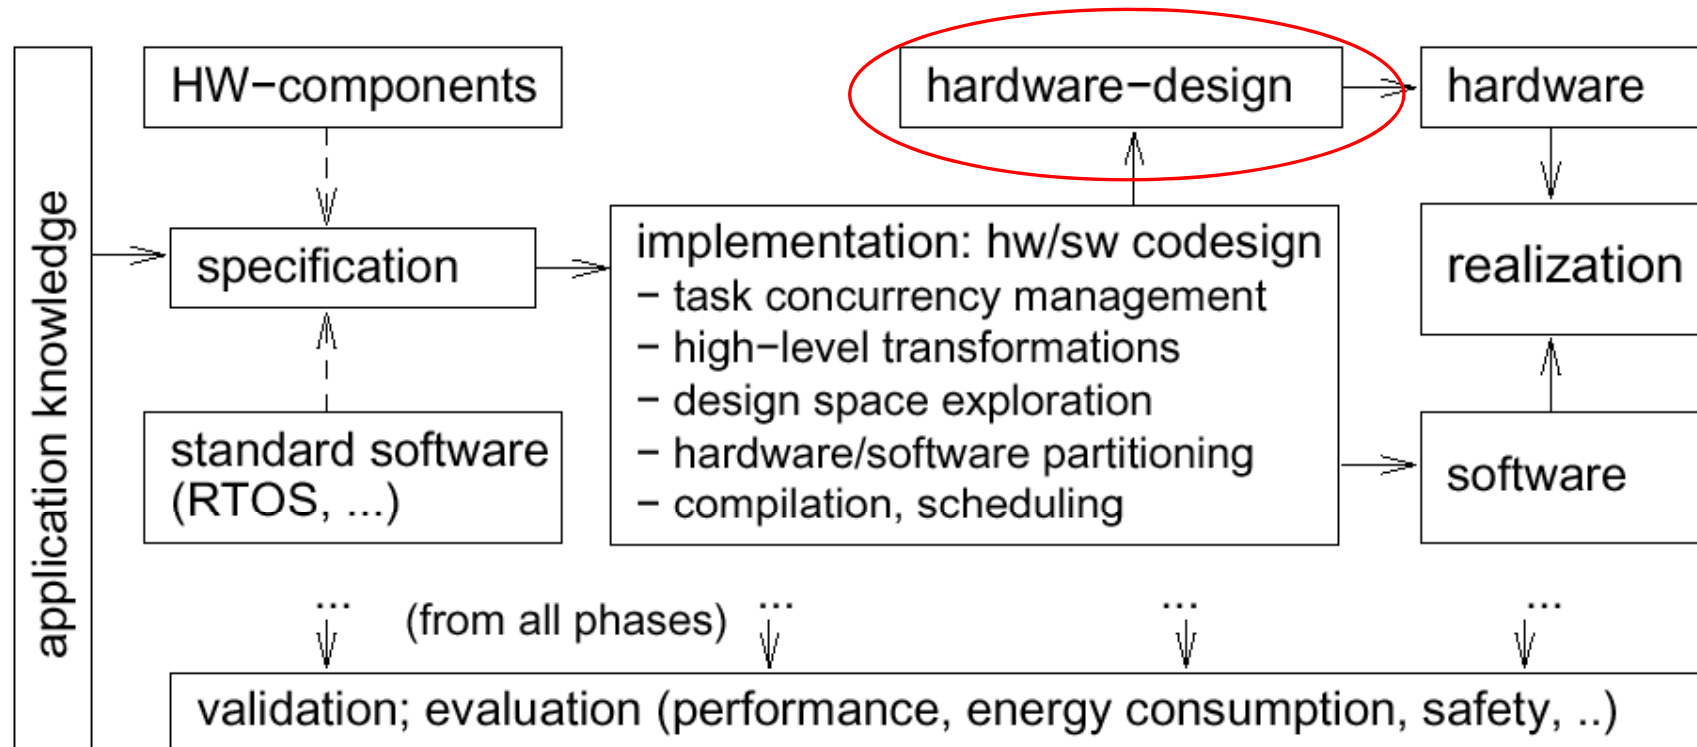 application knowledge
HW−components
hardware−design
hardware
specification
implementation: hw/sw codesign
− task concurrency management
− high−level transformations
− design space exploration
− hardware/software partitioning
− compilation, scheduling
realization
standard software
(RTOS, ...)
software
... (from all phases) ... ... ...
validation; evaluation (performance, energy consumption, safety, ..)